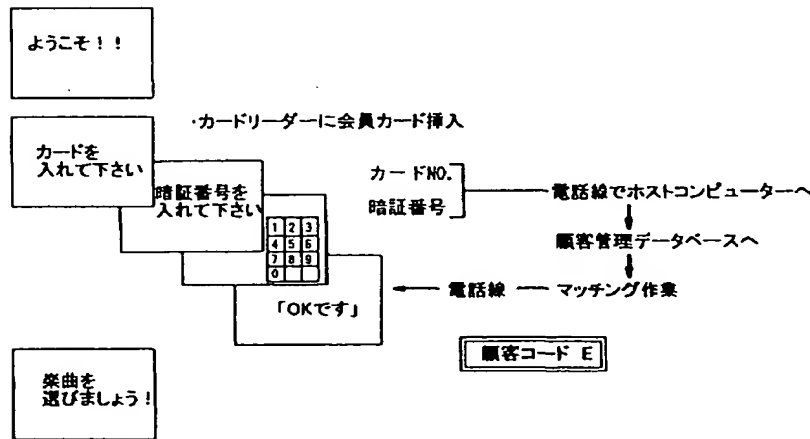 ようこそ！！
・カードリーダーに会員カード挿入
カードを
入れて下さい
暗証番号を
入れて下さい
カードNO.
暗証番号
電話線でホストコンピューターへ
1 2 3
4 5 6
7 8 9
0
顧客管理データベースへ
「OKです」
電話線
マッチング作業
顧客コード E
楽曲を
選びましょう！